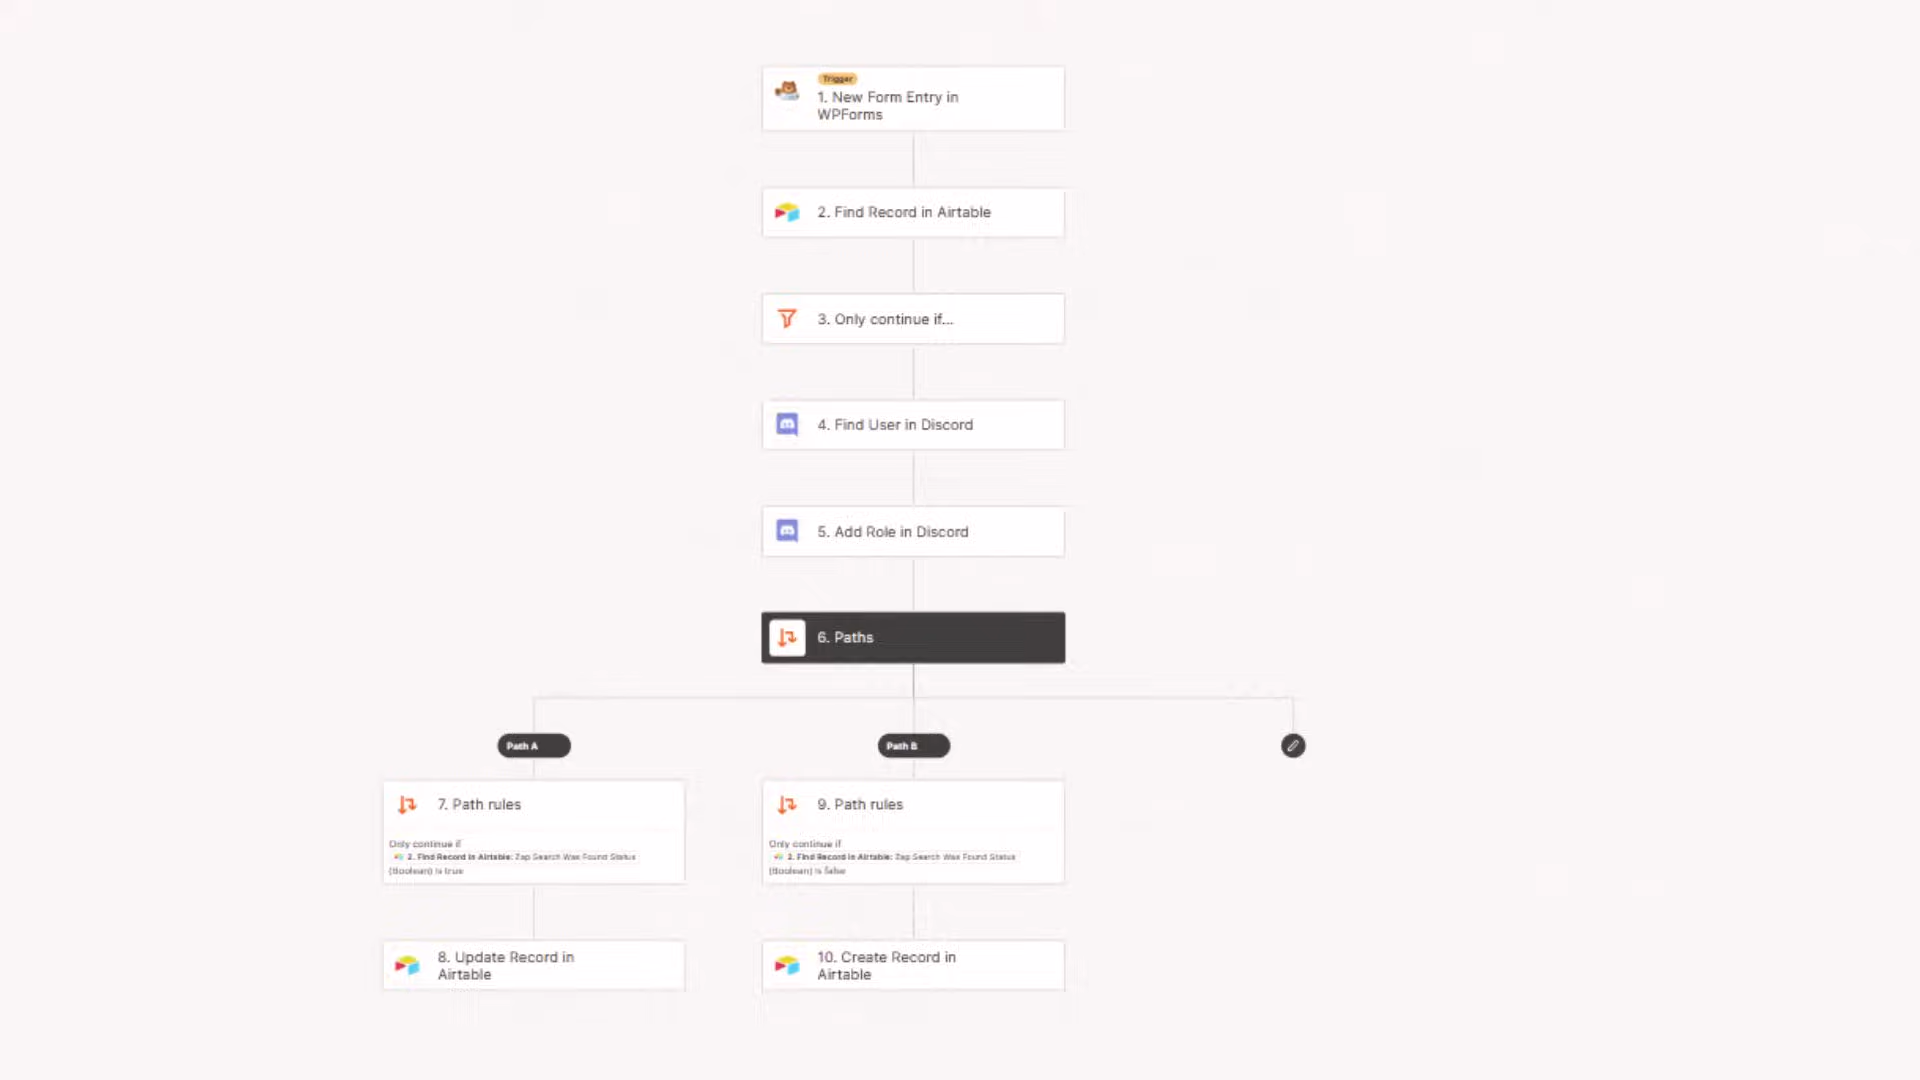 Trigger
1. New Form Entry in
WPForms
2. Find Record in Airtable
3. Only continue if...
4. Find User in Discord
5. Add Role in Discord
6. Paths
Path A
Path B
7. Path rules
Only continue if
2. Find Record in Airtable: Zap Search Was Found Status
(Boolean) is true
9. Path rules
Only continue if
2. Find Record in Airtable: Zap Search Was Found Status
(Boolean) is false
8. Update Record in
Airtable
10. Create Record in
Airtable